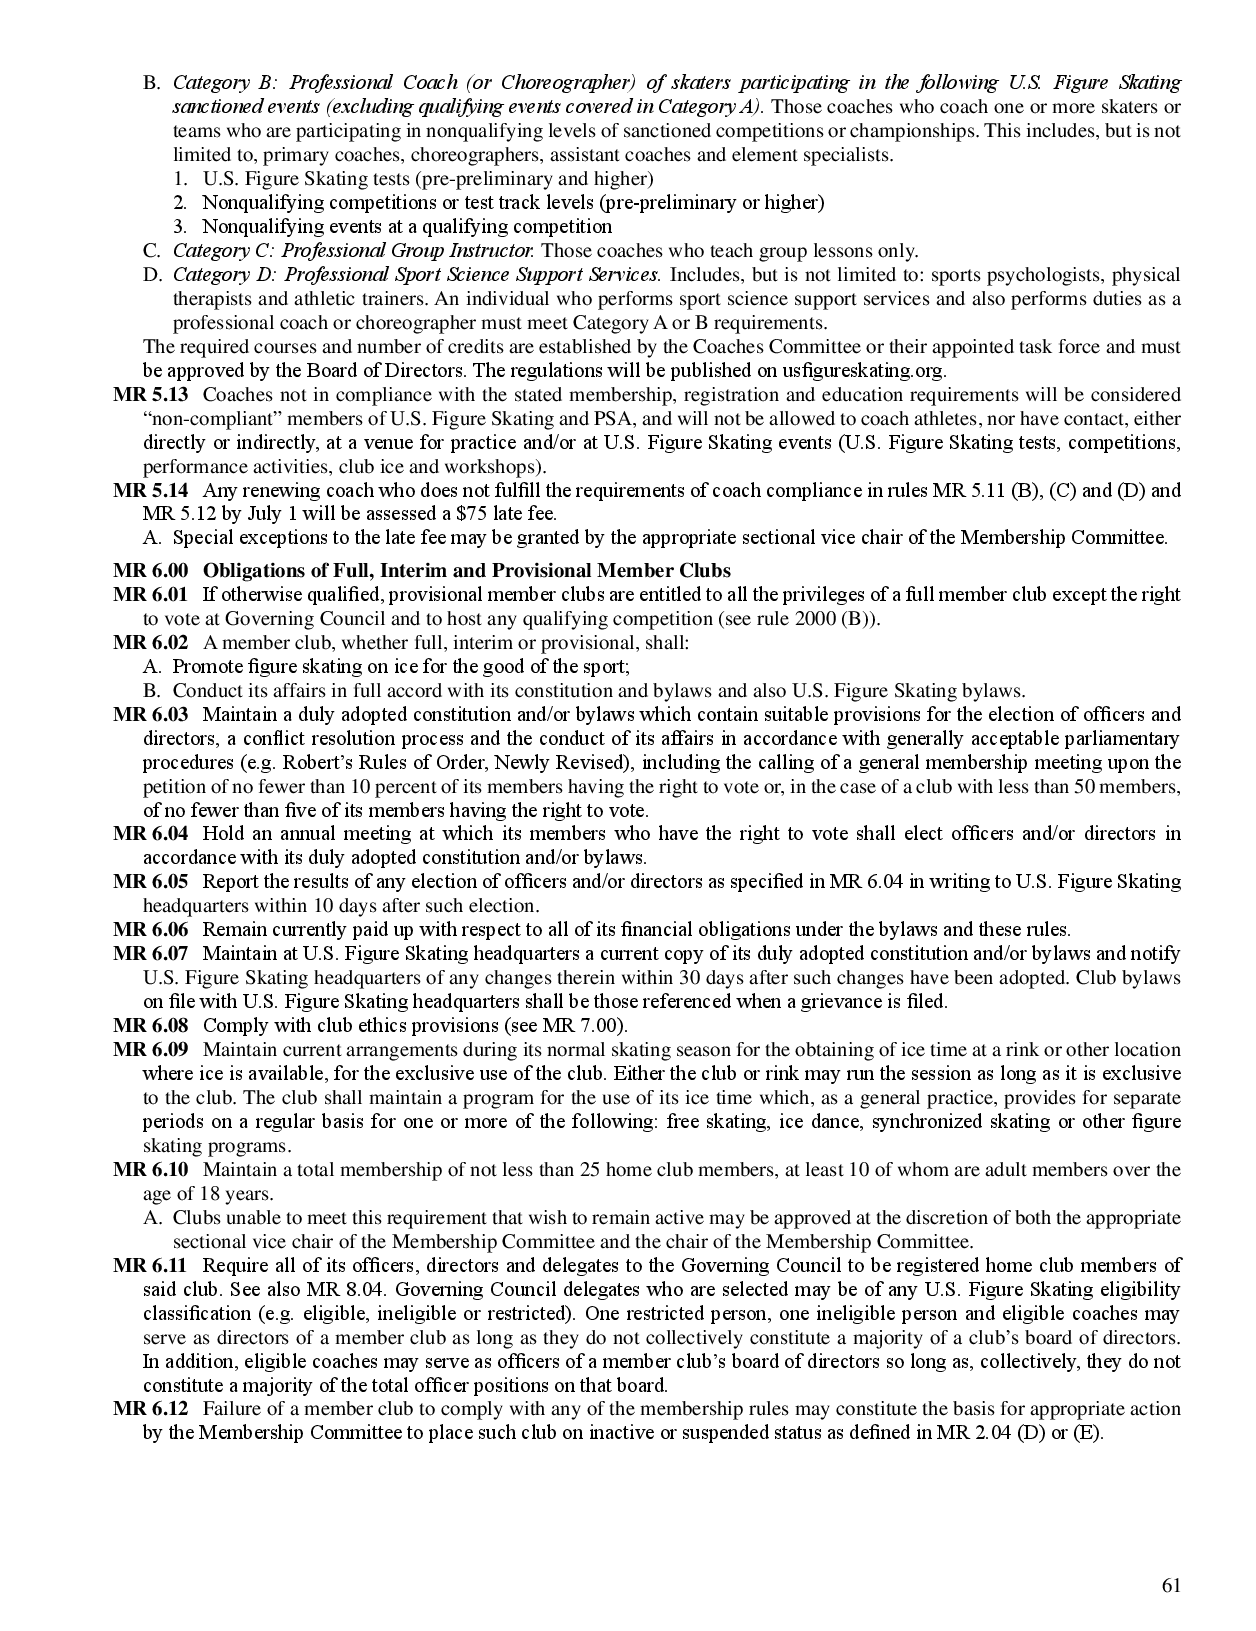 B. Category B: Professional Coach (or Choreographer) of skaters participating in the following U.S. Figure Skating
sanctioned events (excluding qualifying events covered in Category A). Those coaches who coach one or more skaters or
teams who are participating in nonqualifying levels of sanctioned competitions or championships. This includes, but is not
limited to, primary coaches, choreographers, assistant coaches and element specialists.
1. U.S. Figure Skating tests (pre-preliminary and higher)
2. Nonqualifying competitions or test track levels (pre-preliminary or higher)
3. Nonqualifying events at a qualifying competition
C. Category C: Professional Group Instructor. Those coaches who teach group lessons only.
D. Category D: Professional Sport Science Support Services. Includes, but is not limited to: sports psychologists, physical
therapists and athletic trainers. An individual who performs sport science support services and also performs duties as a
professional coach or choreographer must meet Category A or B requirements.
The required courses and number of credits are established by the Coaches Committee or their appointed task force and must
be approved by the Board of Directors. The regulations will be published on usfigureskating.org.
MR 5.13 Coaches not in compliance with the stated membership, registration and education requirements will be considered
“non-compliant” members of U.S. Figure Skating and PSA, and will not be allowed to coach athletes, nor have contact, either
directly or indirectly, at a venue for practice and/or at U.S. Figure Skating events (U.S. Figure Skating tests, competitions,
performance activities, club ice and workshops).
MR 5.14 Any renewing coach who does not fulfill the requirements of coach compliance in rules MR 5.11 (B), (C) and (D) and
MR 5.12 by July 1 will be assessed a $75 late fee.
A. Special exceptions to the late fee may be granted by the appropriate sectional vice chair of the Membership Committee.
MR 6.00 Obligations of Full, Interim and Provisional Member Clubs
MR 6.01 If otherwise qualified, provisional member clubs are entitled to all the privileges of a full member club except the right
to vote at Governing Council and to host any qualifying competition (see rule 2000 (B)).
MR 6.02 A member club, whether full, interim or provisional, shall:
A. Promote figure skating on ice for the good of the sport;
B. Conduct its affairs in full accord with its constitution and bylaws and also U.S. Figure Skating bylaws.
MR 6.03 Maintain a duly adopted constitution and/or bylaws which contain suitable provisions for the election of officers and
directors, a conflict resolution process and the conduct of its affairs in accordance with generally acceptable parliamentary
procedures (e.g. Robert’s Rules of Order, Newly Revised), including the calling of a general membership meeting upon the
petition of no fewer than 10 percent of its members having the right to vote or, in the case of a club with less than 50 members,
of no fewer than five of its members having the right to vote.
MR 6.04 Hold an annual meeting at which its members who have the right to vote shall elect officers and/or directors in
accordance with its duly adopted constitution and/or bylaws.
MR 6.05 Report the results of any election of officers and/or directors as specified in MR 6.04 in writing to U.S. Figure Skating
headquarters within 10 days after such election.
MR 6.06 Remain currently paid up with respect to all of its financial obligations under the bylaws and these rules.
MR 6.07 Maintain at U.S. Figure Skating headquarters a current copy of its duly adopted constitution and/or bylaws and notify
U.S. Figure Skating headquarters of any changes therein within 30 days after such changes have been adopted. Club bylaws
on file with U.S. Figure Skating headquarters shall be those referenced when a grievance is filed.
MR 6.08 Comply with club ethics provisions (see MR 7.00).
MR 6.09 Maintain current arrangements during its normal skating season for the obtaining of ice time at a rink or other location
where ice is available, for the exclusive use of the club. Either the club or rink may run the session as long as it is exclusive
to the club. The club shall maintain a program for the use of its ice time which, as a general practice, provides for separate
periods on a regular basis for one or more of the following: free skating, ice dance, synchronized skating or other figure
skating programs.
MR 6.10 Maintain a total membership of not less than 25 home club members, at least 10 of whom are adult members over the
age of 18 years.
A. Clubs unable to meet this requirement that wish to remain active may be approved at the discretion of both the appropriate
sectional vice chair of the Membership Committee and the chair of the Membership Committee.
MR 6.11 Require all of its officers, directors and delegates to the Governing Council to be registered home club members of
said club. See also MR 8.04. Governing Council delegates who are selected may be of any U.S. Figure Skating eligibility
classification (e.g. eligible, ineligible or restricted). One restricted person, one ineligible person and eligible coaches may
serve as directors of a member club as long as they do not collectively constitute a majority of a club’s board of directors.
In addition, eligible coaches may serve as officers of a member club’s board of directors so long as, collectively, they do not
constitute a majority of the total officer positions on that board.
MR 6.12 Failure of a member club to comply with any of the membership rules may constitute the basis for appropriate action
by the Membership Committee to place such club on inactive or suspended status as defined in MR 2.04 (D) or (E).
61